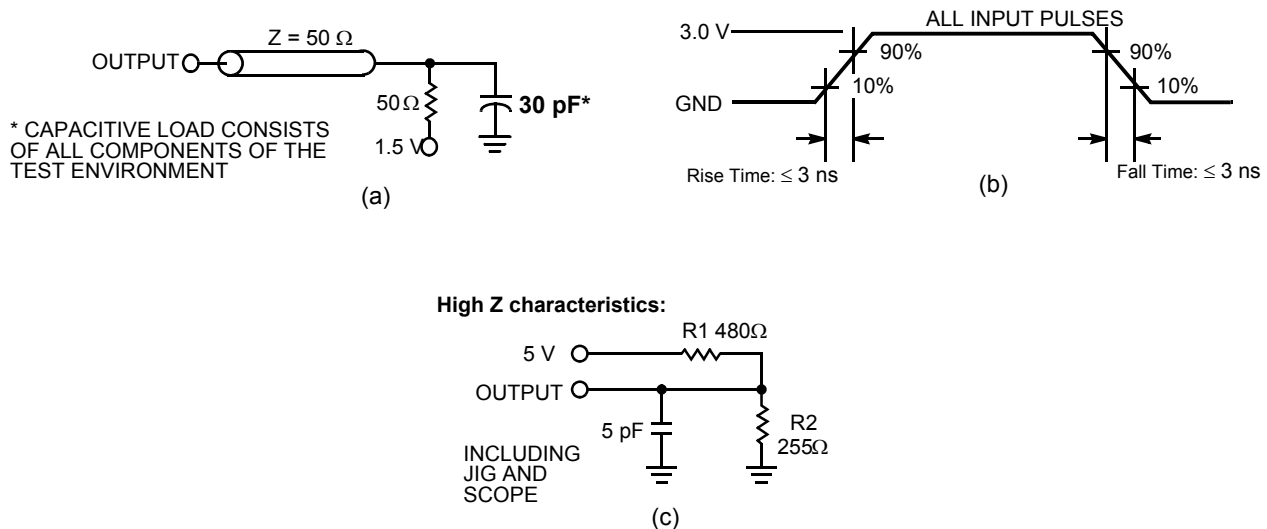 Z = 50 Ω
OUTPUT
50Ω
30 pF*
1.5 V
* CAPACITIVE LOAD CONSISTS
OF ALL COMPONENTS OF THE
TEST ENVIRONMENT
(a)
ALL INPUT PULSES
3.0 V
90%
90%
10%
10%
GND
Rise Time: ≤ 3 ns
Fall Time: ≤ 3 ns
(b)
High Z characteristics:
R1 480Ω
5 V
OUTPUT
5 pF
R2
255Ω
INCLUDING
JIG AND
SCOPE
(c)